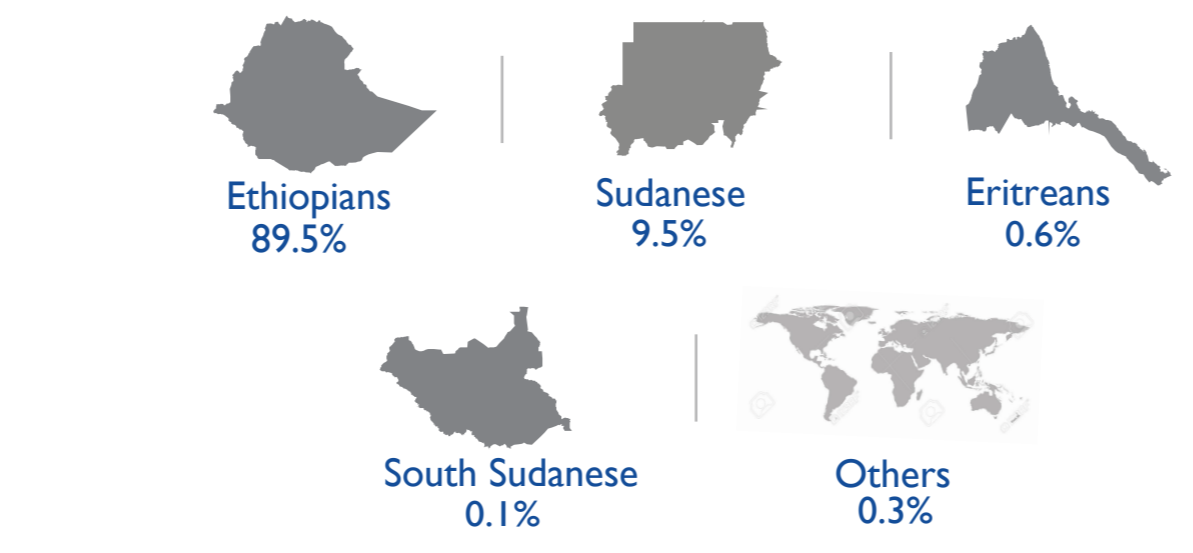 Ethiopians
89.5%
Sudanese
9.5%
Eritreans
0.6%
South Sudanese
0.1%
Others
0.3%